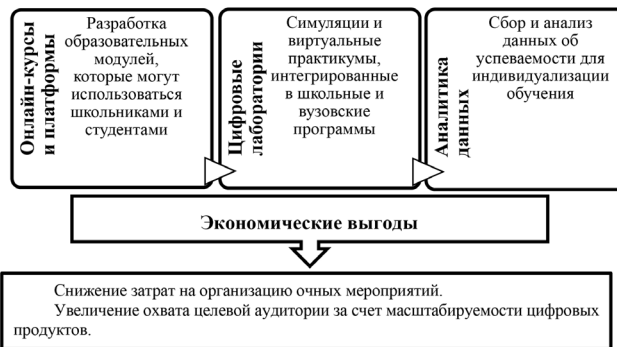 Онлайн-курсы
и платформы
Разработка
образовательных
модулей,
которые могут
использоваться
школьниками и
студентами
Цифровые
лаборатории
Симуляции и
виртуальные
практикумы,
интегрированные
в школьные и
вузовские
программы
Аналитика
данных
Сбор и анализ
данных об
успеваемости для
индивидуализации
обучения
Экономические выгоды
Снижение затрат на организацию очных мероприятий.
Увеличение охвата целевой аудитории за счет масштабируемости цифровых
продуктов.